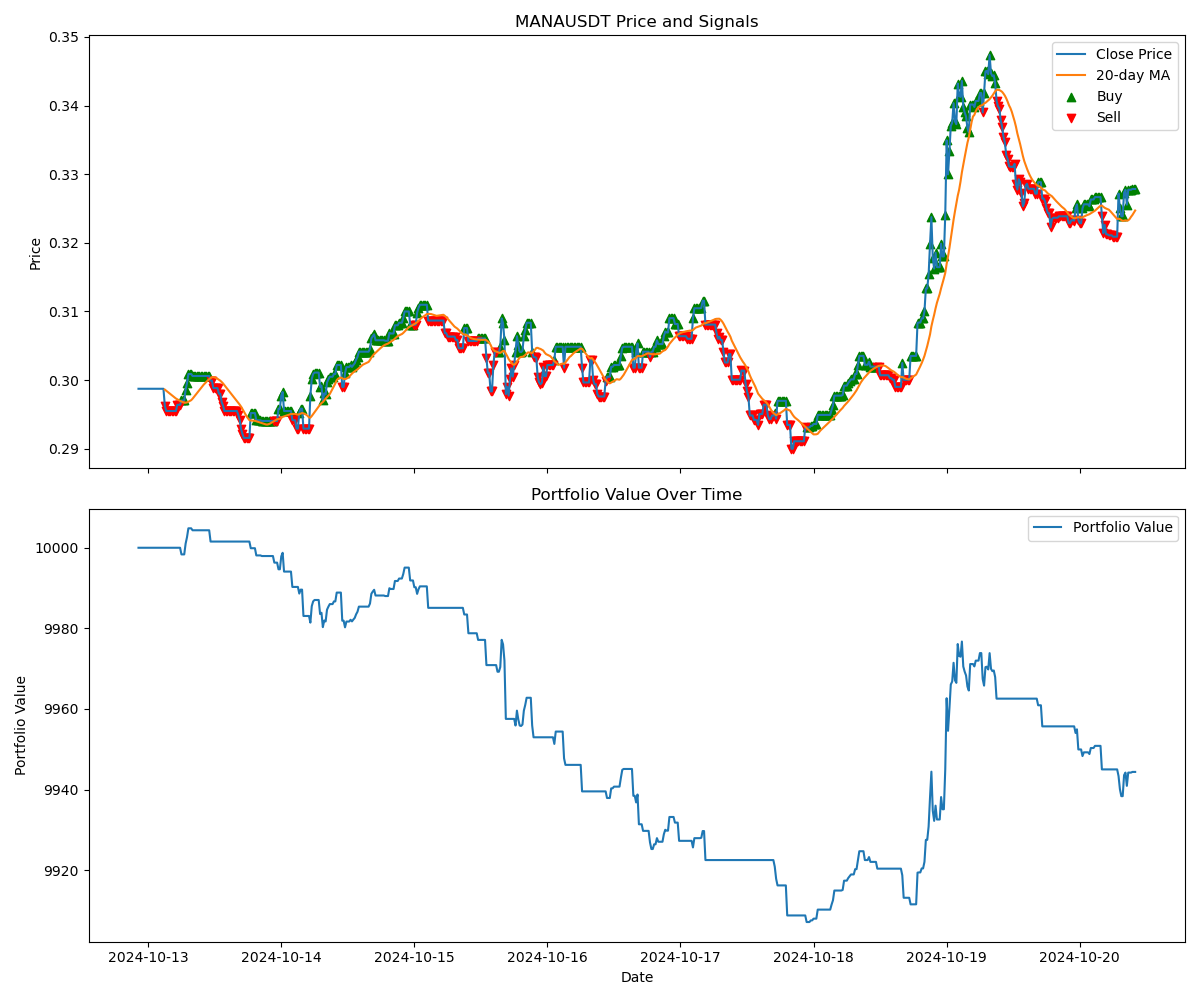 MANAUSDT Price and Signals
Close Price
20-day MA
Buy
Sell
0.35
0.34
0.33
0.32
0.31
0.30
0.29
Price
Portfolio Value Over Time
Portfolio Value
10000
9980
9960
9940
9920
Portfolio Value
2024-10-13 2024-10-14 2024-10-15 2024-10-16 2024-10-17 2024-10-18 2024-10-19 2024-10-20
Date